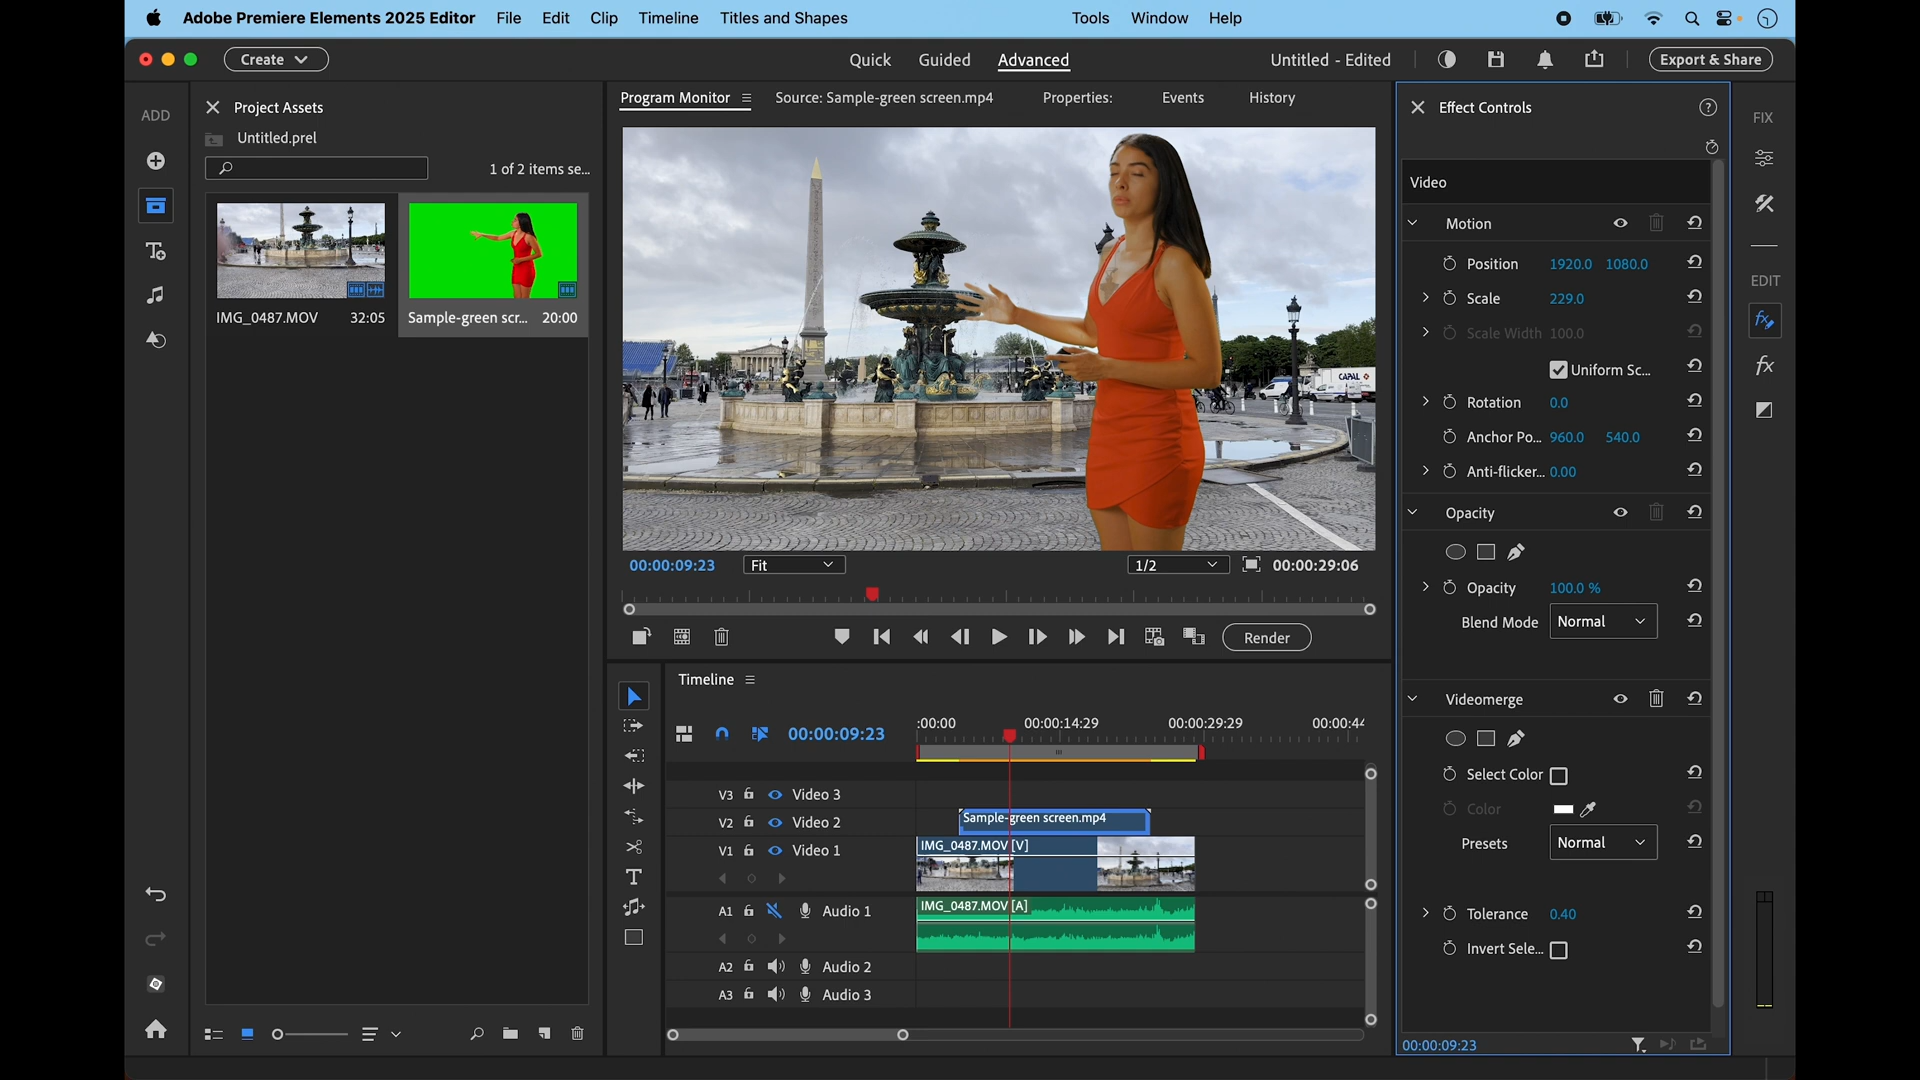 Adobe Premiere Elements 2025 Editor File Edit Clip Timeline Titles and Shapes Tools Window Help
Create Quick Guided Advanced Untitled - Edited Export & Share
ADD
Project Assets
Untitled.prel
1 of 2 items se...
IMG_0487.MOV 32:05
Sample-green scr... 20:00
Program Monitor Source: Sample-green screen.mp4 Properties: Events History
CAPAL
00:00:09:23 Fit 1/2 00:00:29:06
Render
Timeline
00:00:09:23
:00:00 00:00:14:29 00:00:29:29 00:00:44
V3 Video 3
V2 Video 2
Sample-green screen.mp4
V1 Video 1
IMG_0487.MOV [V]
A1 Audio 1
IMG_0487.MOV [A]
A2 Audio 2
A3 Audio 3
Effect Controls
Video
Motion
Position 1920.0 1080.0
Scale 229.0
Scale Width 100.0
Uniform Sc...
Rotation 0.0
Anchor Po... 960.0 540.0
Anti-flicker... 0.00
Opacity
Opacity 100.0 %
Blend Mode Normal
Videomerge
Select Color
Color
Presets Normal
Tolerance 0.40
Invert Sele...
00:00:09:23
FIX
EDIT